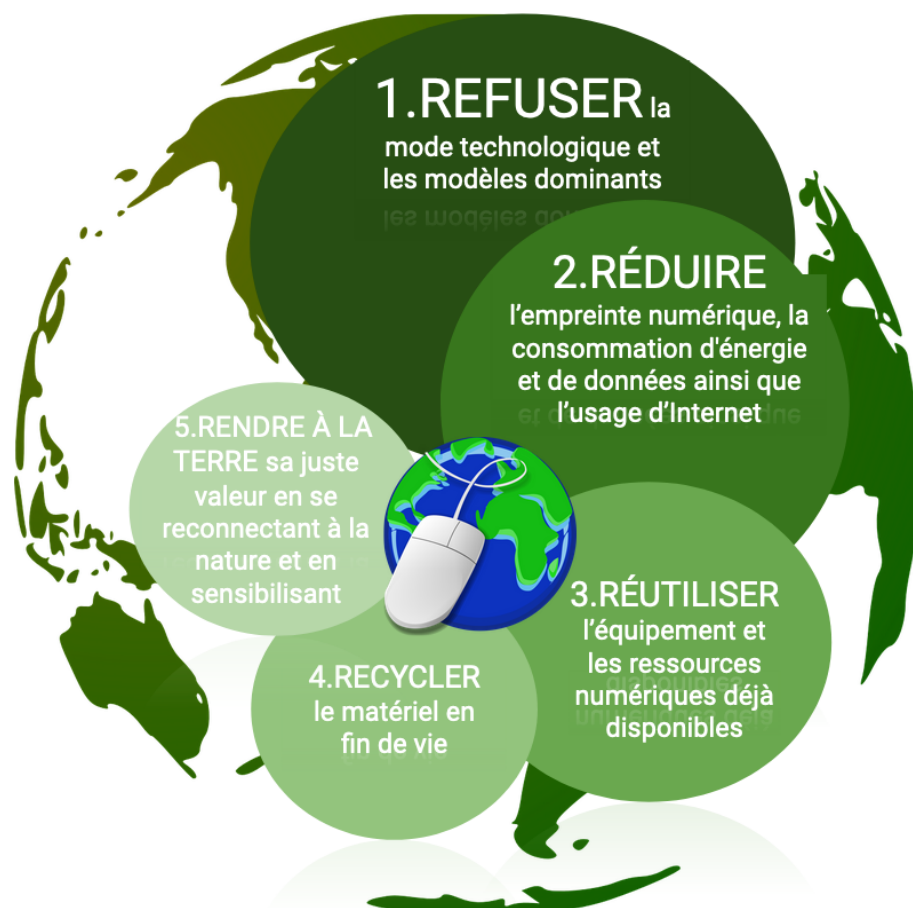 1.REFUSER la
mode technologique et
les modèles dominants
2.RÉDUIRE
l'empreinte numérique, la
consommation d'énergie
et de données ainsi que
l'usage d'Internet
3.RÉUTILISER
l'équipement et
les ressources
numériques déjà
disponibles
4.RECYCLER
le matériel en
fin de vie
5.RENDRE À LA
TERRE sa juste
valeur en se
reconnectant à la
nature et en
sensibilisant